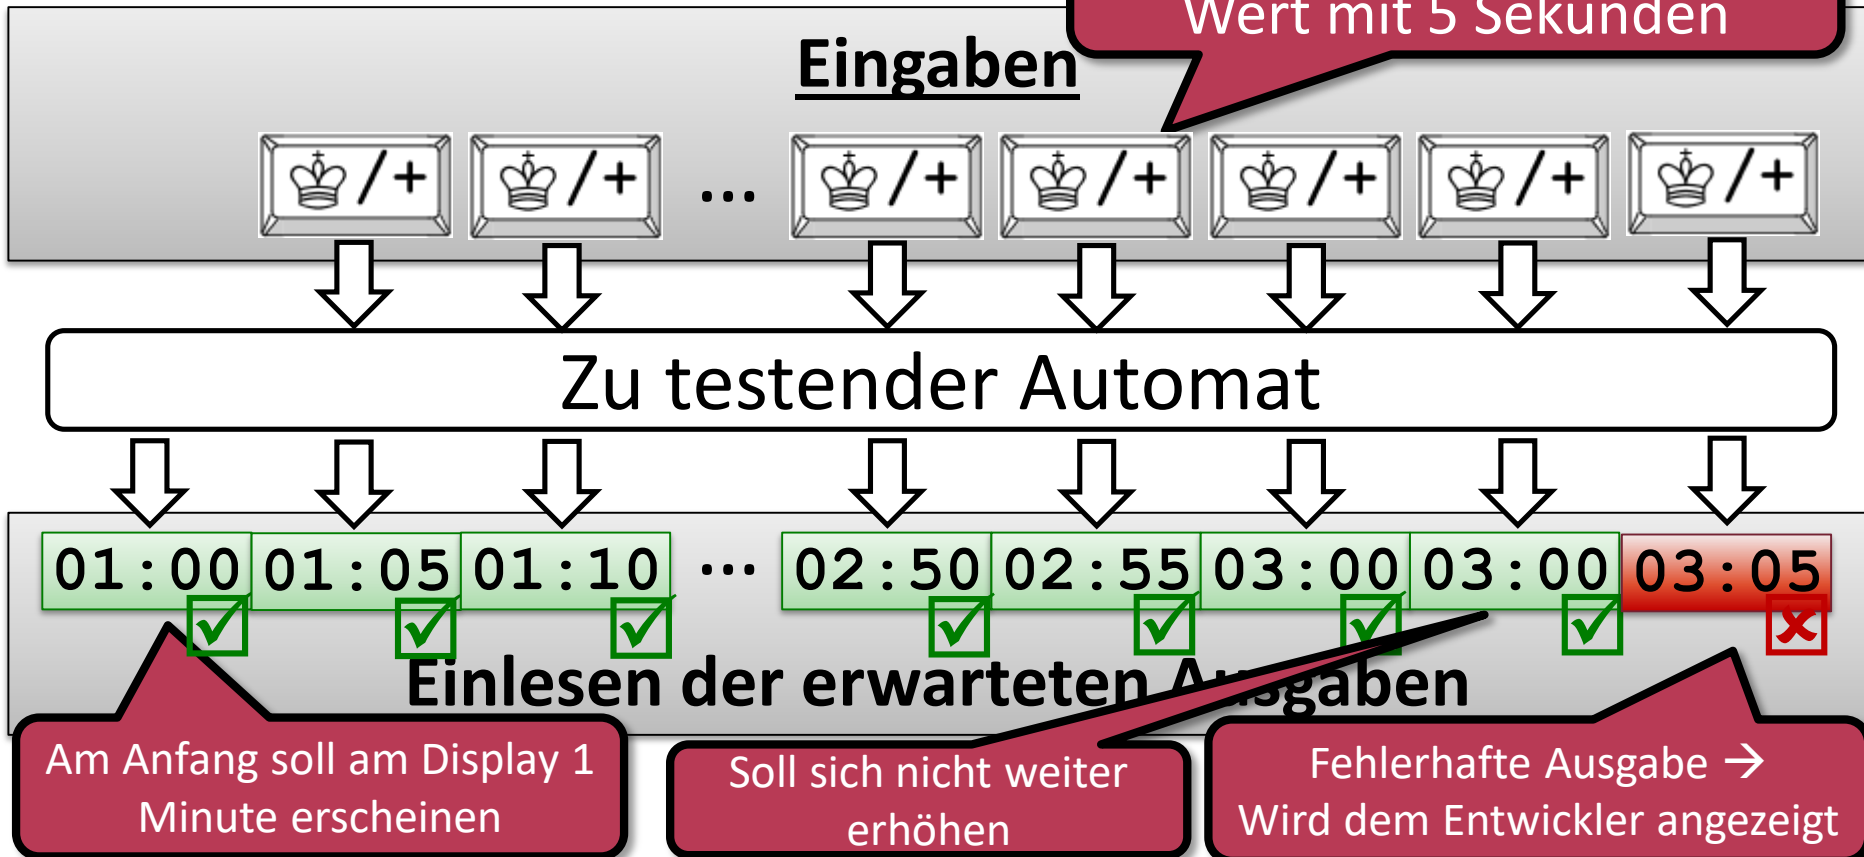 Wert mit 5 Sekunden
Eingaben
/+ /+ ... /+ /+ /+ /+ /+
Zu testender Automat
01:00 01:05 01:10 ... 02:50 02:55 03:00 03:00 03:05
Einlesen der erwarteten Ausgaben
Am Anfang soll am Display 1
Minute erscheinen
Soll sich nicht weiter
erhöhen
Fehlerhafte Ausgabe →
Wird dem Entwickler angezeigt